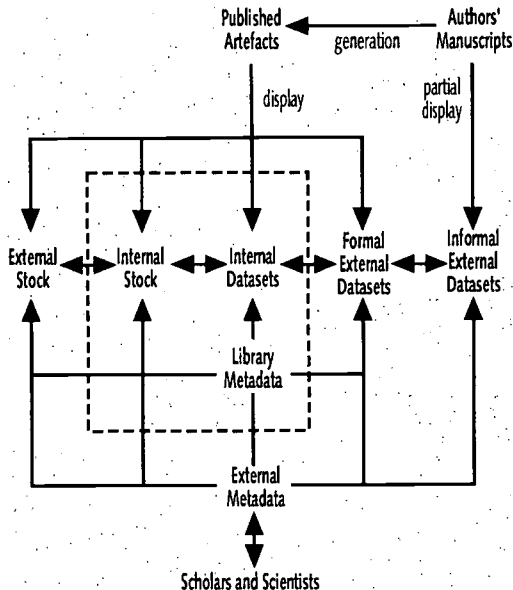 Published
Artefacts
Authors'
Manuscripts
generation
display
partial
display
External
Stock
Internal
Stock
Internal
Datasets
Formal
External
Datasets
Informal
External
Datasets
Library
Metadata
External
Metadata
Scholars and Scientists